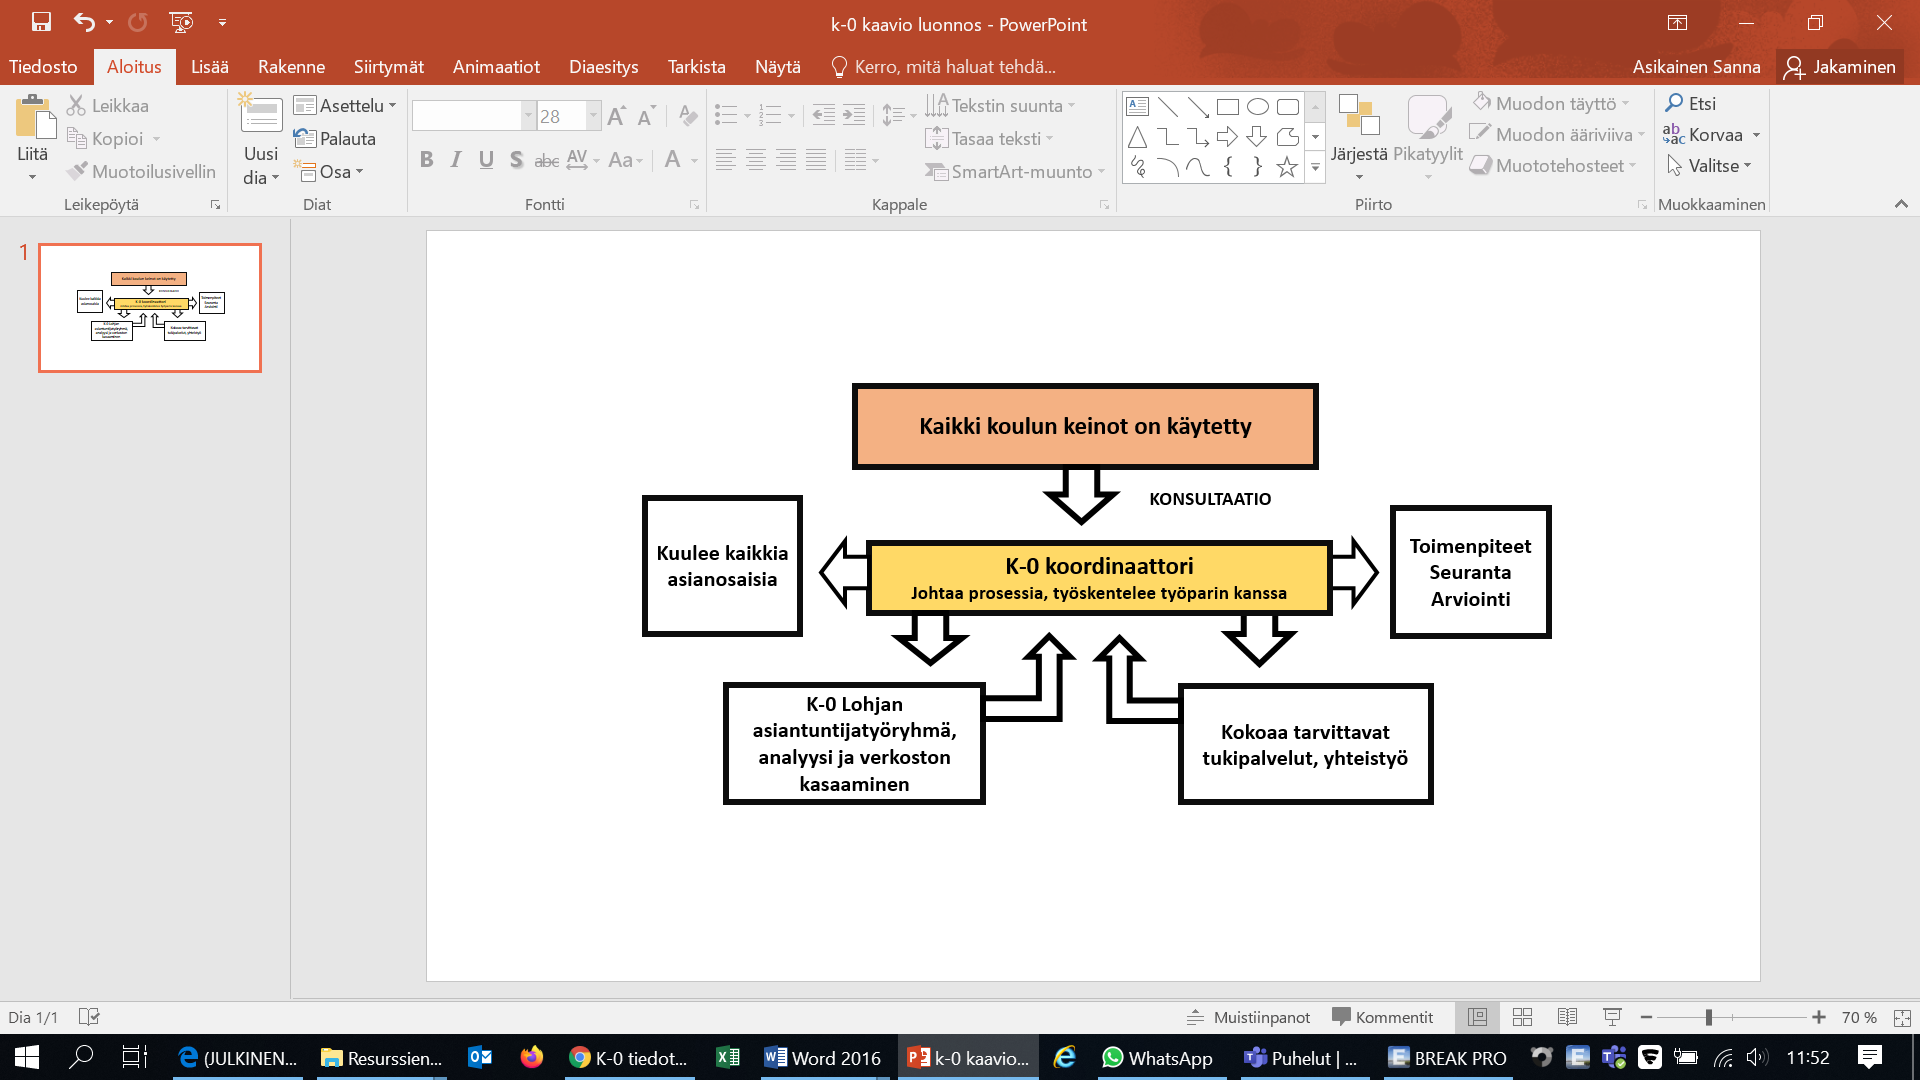 k-0 kaavio luonnos - PowerPoint
Tiedosto Aloitus Lisää Rakenne Siirtymät Animaatiot Diaesitys Tarkista Näytä Kerro, mitä haluat tehdä... Asikainen Sanna Jakaminen
Liitä
Leikkaa
Kopioi
Muotoilusivellin
Leikepöytä
Uusi
dia
Asettelu
Palauta
Osa
Diat
28
Fontti
Tekstin suunta
Tasaa teksti
SmartArt-muunto
Kappale
Järjestä
Pikatyylit
Muodon täyttö
Muodon ääriviiva
Muototehosteet
Piirto
Etsi
Korvaa
Valitse
Muokkaaminen
1
Kaikki koulun keinot on käytetty
KONSULTAATIO
Kuulee kaikkia
asianosaisia
K-0 koordinaattori
Johtaa prosessia, työskentelee työparin kanssa
Toimenpiteet
Seuranta
Arviointi
K-0 Lohjan
asiantuntijatyöryhmä,
analyysi ja verkoston
kasaaminen
Kokoaa tarvittavat
tukipalvelut, yhteistyö
Dia 1/1 Muistiinpanot Kommentit 70 %
(JULKINEN... Resurssien... K-0 tiedot... Word 2016 k-0 kaavio... WhatsApp Puhelut | ... BREAK PRO 11:52